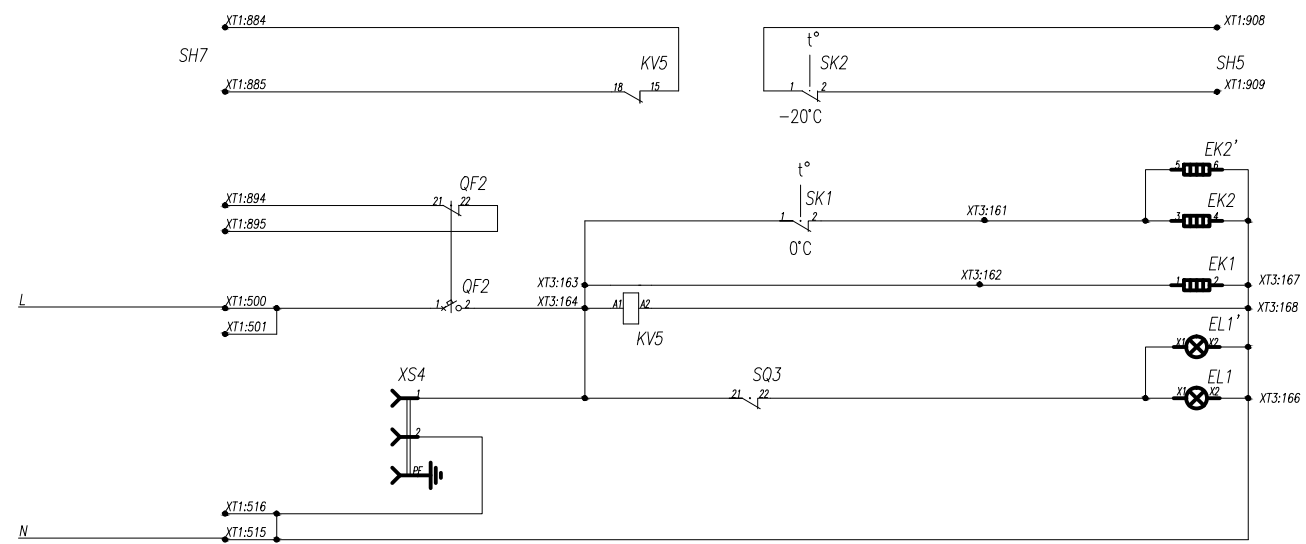 XT1:884
XT1:908
t°
SH7
KV5
SK2
SH5
XT1:885
18
15
1
2
XT1:909
-20°C
EK2'
t°
5
6
QF2
SK1
EK2
XT1:894
21
22
XT3:161
1
2
3
4
XT1:895
0°C
EK1
XT3:163
XT3:162
1
2
XT3:167
QF2
L
XT1:500
1
2
XT3:164
A1
A2
XT3:168
XT1:501
KV5
EL1'
X1
X2
XS4
SQ3
EL1
1
21
22
X1
X2
XT3:166
2
PE
XT1:516
N
XT1:515